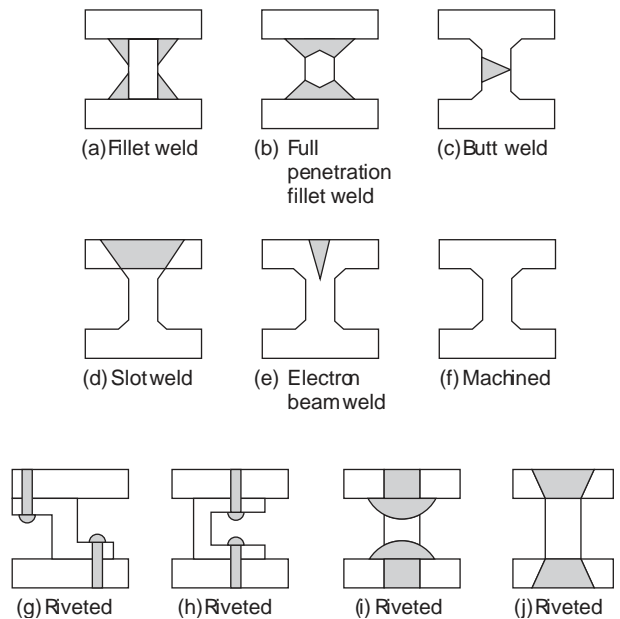 (a) Fillet weld
(b) Full
penetration
fillet weld
(c) Butt weld
(d) Slot weld
(e) Electron
beam weld
(f) Machined
(g) Riveted
(h) Riveted
(i) Riveted
(j) Riveted